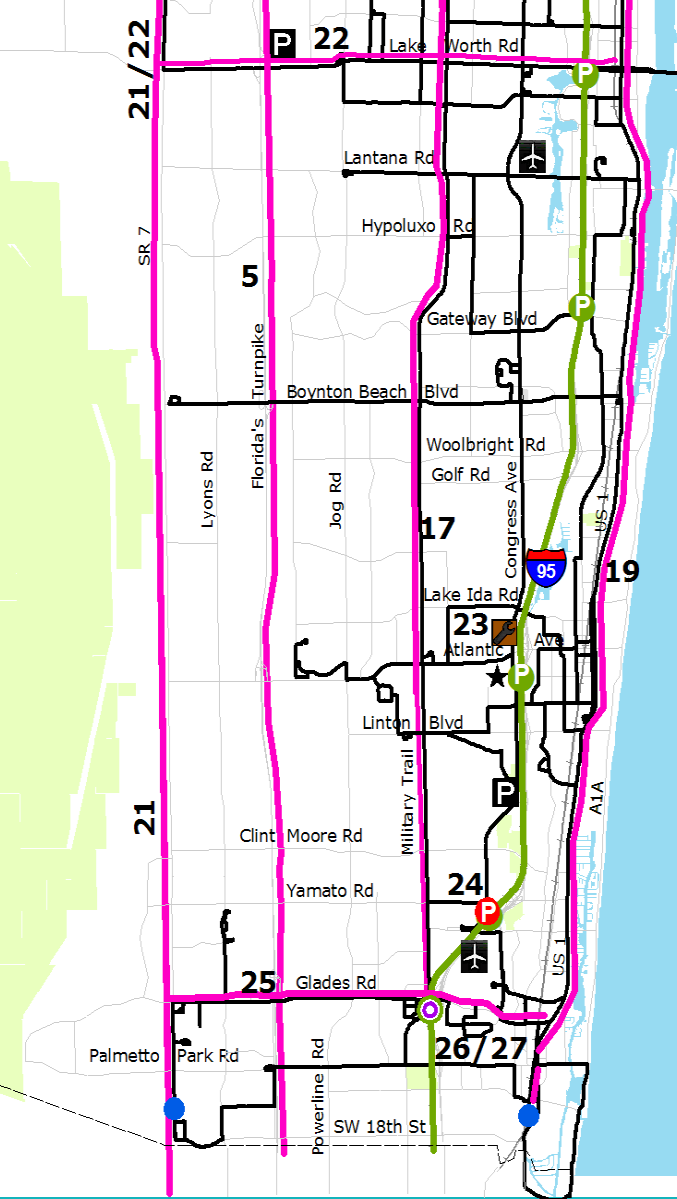 21/22
P
22
Lake Worth Rd
P
Lantana Rd
Hypoluxo Rd
SR 7
5
P
Gateway Blvd
Florida's Turnpike
Boynton Beach Blvd
Woolbright Rd
Golf Rd
Lyons Rd
Jog Rd
Congress Ave
US 1
17
95
19
Lake Ida Rd
23
Atlantic Ave
P
Linton Blvd
Military Trail
P
A1A
21
Clint Moore Rd
24
Yamato Rd
P
US 1
25
Glades Rd
26/27
Palmetto Park Rd
Powerline Rd
SW 18th St